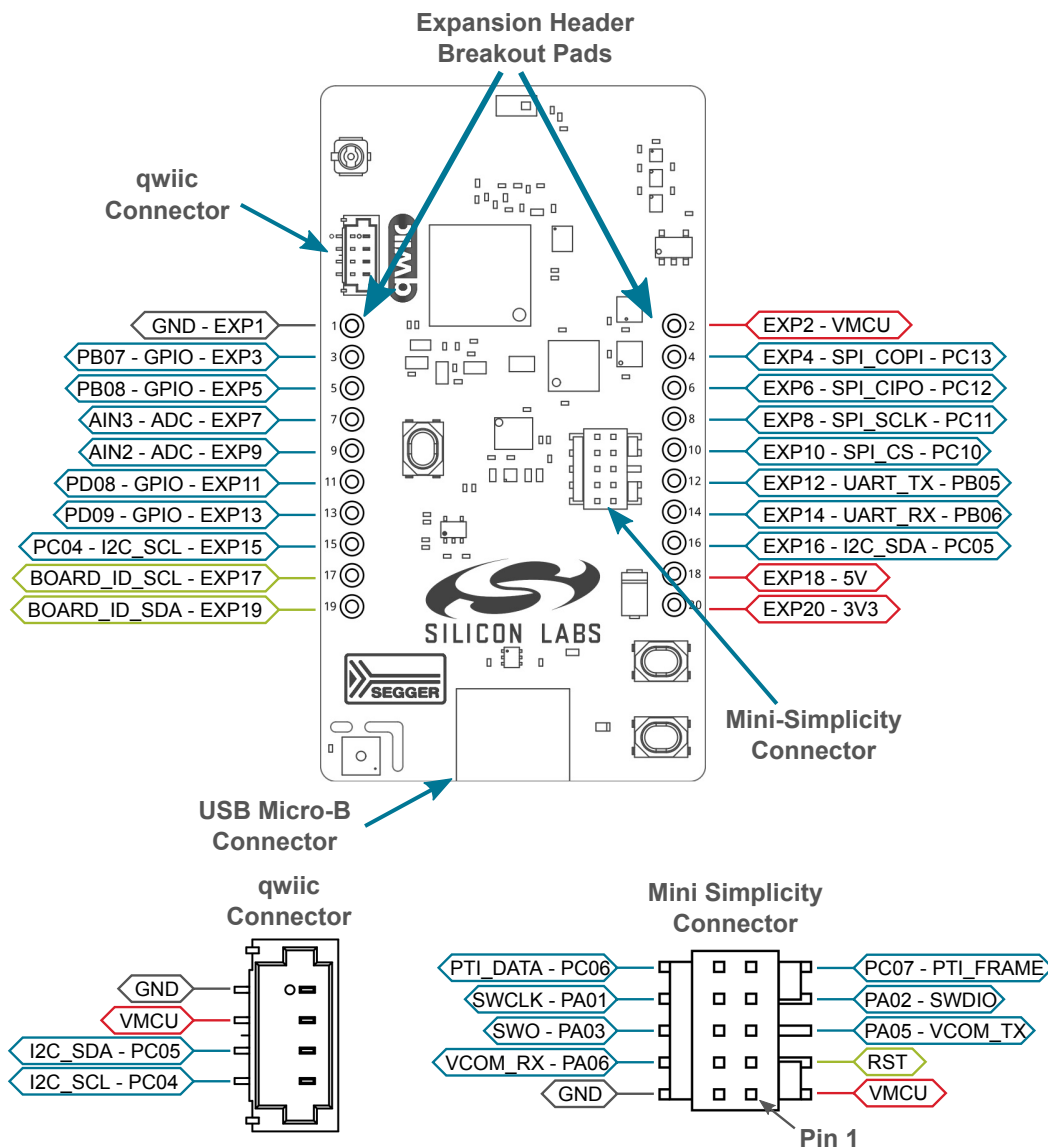 Expansion Header
Breakout Pads
qwiic
Connector
qwiic
GND - EXP1
1
2
EXP2 - VMCU
PB07 - GPIO - EXP3
3
4
EXP4 - SPI_COPI - PC13
PB08 - GPIO - EXP5
5
6
EXP6 - SPI_CIPO - PC12
AIN3 - ADC - EXP7
7
8
EXP8 - SPI_SCLK - PC11
AIN2 - ADC - EXP9
9
10
EXP10 - SPI_CS - PC10
PD08 - GPIO - EXP11
11
12
EXP12 - UART_TX - PB05
PD09 - GPIO - EXP13
13
14
EXP14 - UART_RX - PB06
PC04 - I2C_SCL - EXP15
15
16
EXP16 - I2C_SDA - PC05
BOARD_ID_SCL - EXP17
17
18
EXP18 - 5V
BOARD_ID_SDA - EXP19
19
20
EXP20 - 3V3
SILICON LABS
SEGGER
Mini-Simplicity
Connector
USB Micro-B
Connector
qwiic
Connector
GND
VMCU
I2C_SDA - PC05
I2C_SCL - PC04
Mini Simplicity
Connector
PTI_DATA - PC06
PC07 - PTI_FRAME
SWCLK - PA01
PA02 - SWDIO
SWO - PA03
PA05 - VCOM_TX
VCOM_RX - PA06
RST
GND
VMCU
Pin 1